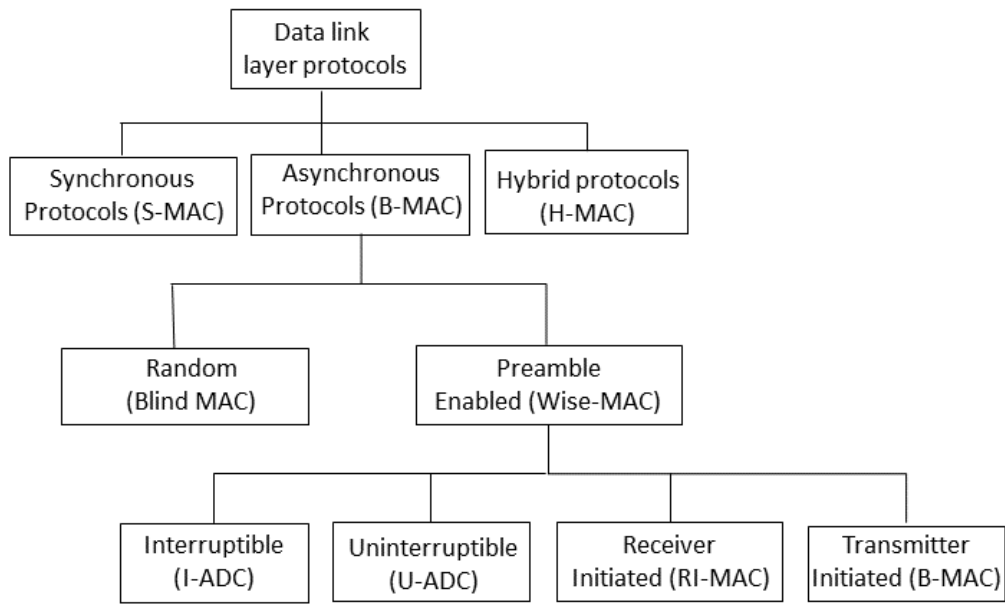 Data link
layer protocols
Synchronous
Protocols (S-MAC)
Asynchronous
Protocols (B-MAC)
Hybrid protocols
(H-MAC)
Random
(Blind MAC)
Preamble
Enabled (Wise-MAC)
Interruptible
(I-ADC)
Uninterruptible
(U-ADC)
Receiver
Initiated (RI-MAC)
Transmitter
Initiated (B-MAC)